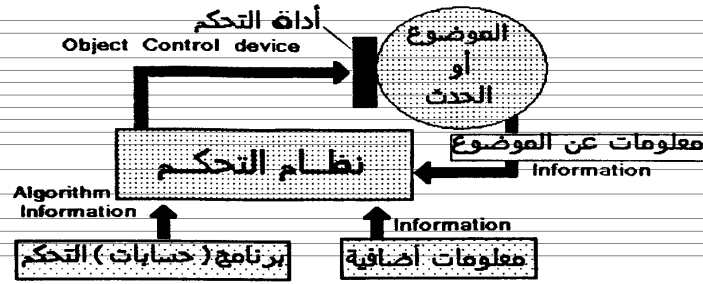 أداة التحكم
Object Control device
الموضوع
أو
الحدث
معلومات عن الموضوع
Information
نظام التحكم
Algorithm
Information
Information
برنامج ( حسابات ) التحكم
معلومات أضافية